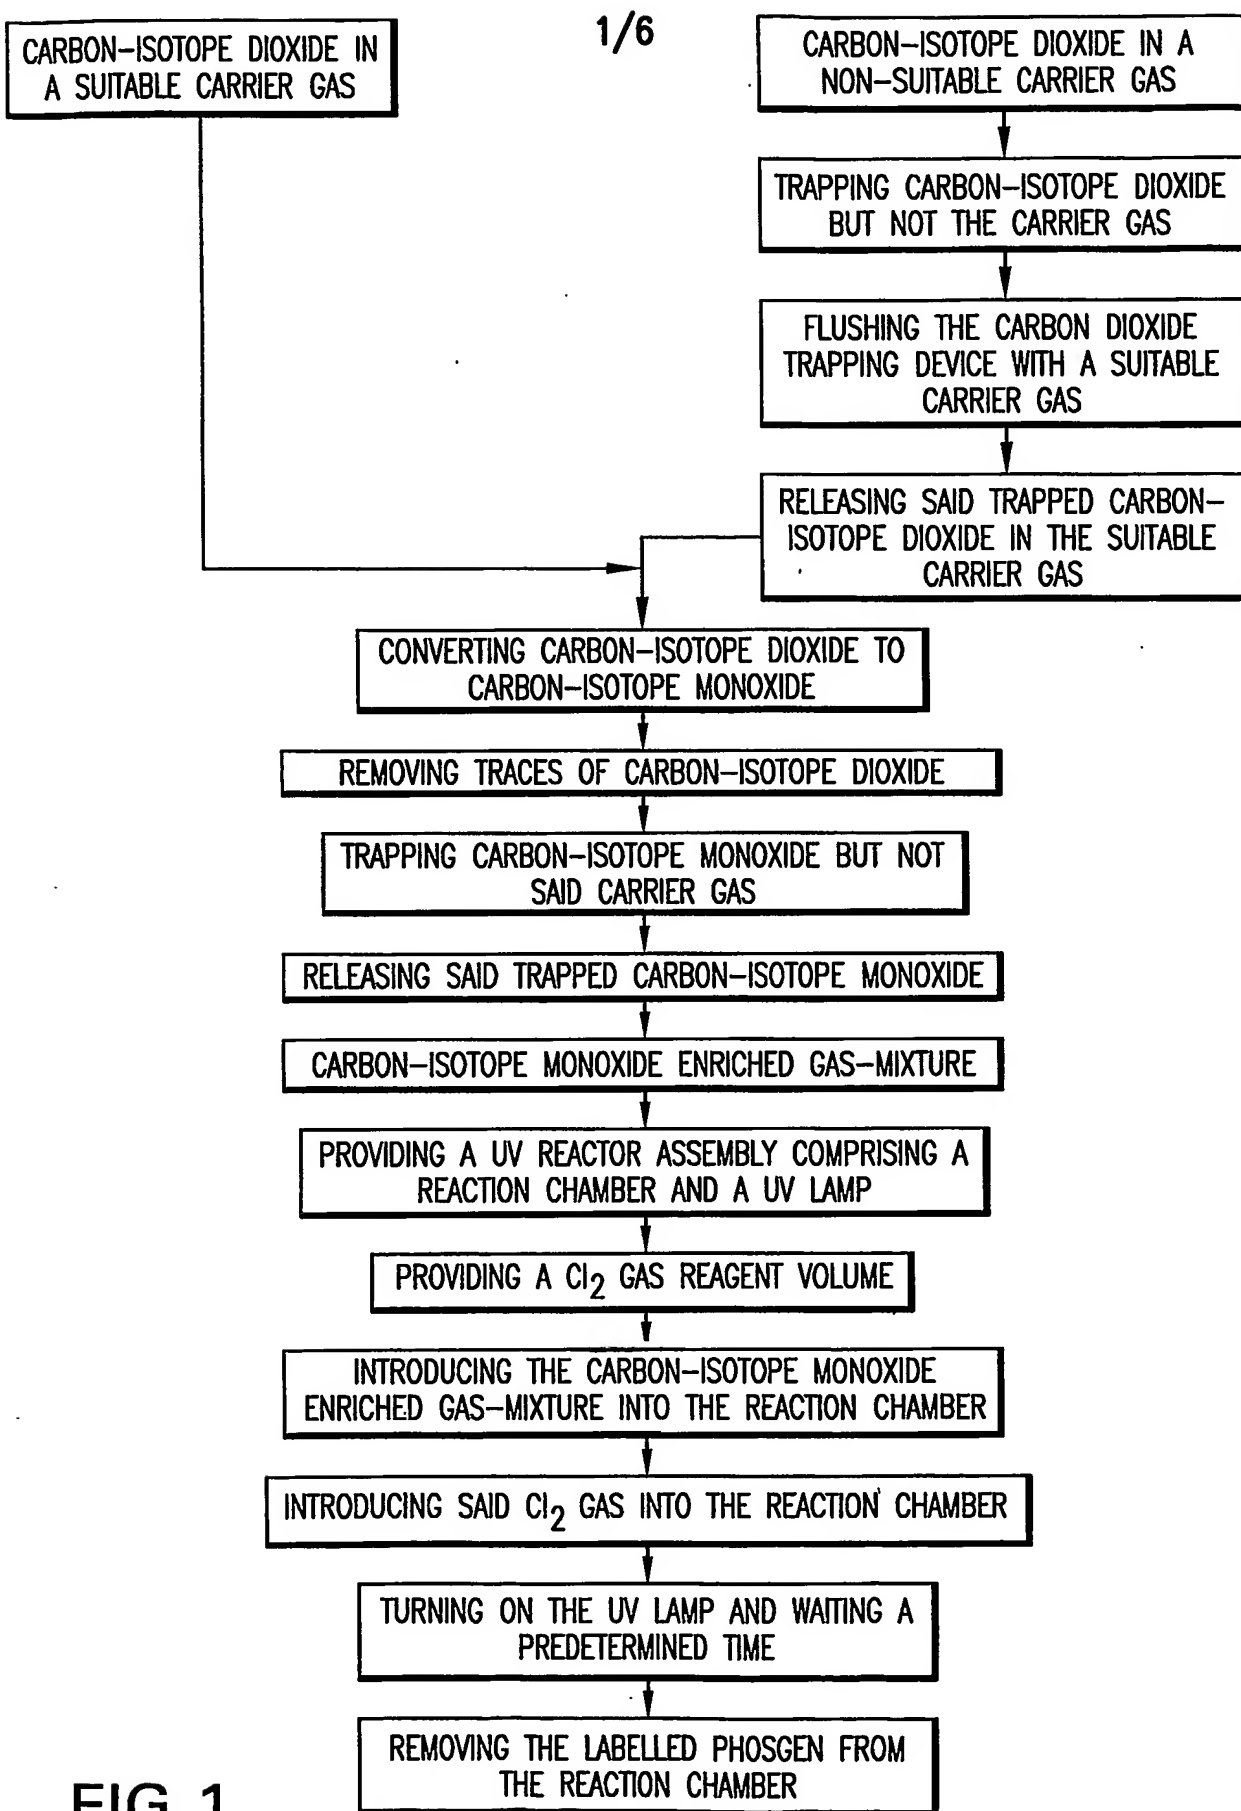 1/6
CARBON-ISOTOPE DIOXIDE IN
A SUITABLE CARRIER GAS
CARBON-ISOTOPE DIOXIDE IN A
NON-SUITABLE CARRIER GAS
TRAPPING CARBON-ISOTOPE DIOXIDE
BUT NOT THE CARRIER GAS
FLUSHING THE CARBON DIOXIDE
TRAPPING DEVICE WITH A SUITABLE
CARRIER GAS
RELEASING SAID TRAPPED CARBON-
ISOTOPE DIOXIDE IN THE SUITABLE
CARRIER GAS
CONVERTING CARBON-ISOTOPE DIOXIDE TO
CARBON-ISOTOPE MONOXIDE
REMOVING TRACES OF CARBON-ISOTOPE DIOXIDE
TRAPPING CARBON-ISOTOPE MONOXIDE BUT NOT
SAID CARRIER GAS
RELEASING SAID TRAPPED CARBON-ISOTOPE MONOXIDE
CARBON-ISOTOPE MONOXIDE ENRICHED GAS-MIXTURE
PROVIDING A UV REACTOR ASSEMBLY COMPRISING A
REACTION CHAMBER AND A UV LAMP
PROVIDING A Cl2 GAS REAGENT VOLUME
INTRODUCING THE CARBON-ISOTOPE MONOXIDE
ENRICHED GAS-MIXTURE INTO THE REACTION CHAMBER
INTRODUCING SAID Cl2 GAS INTO THE REACTION CHAMBER
TURNING ON THE UV LAMP AND WAITING A
PREDETERMINED TIME
REMOVING THE LABELLED PHOSGEN FROM
THE REACTION CHAMBER
FIG. 1